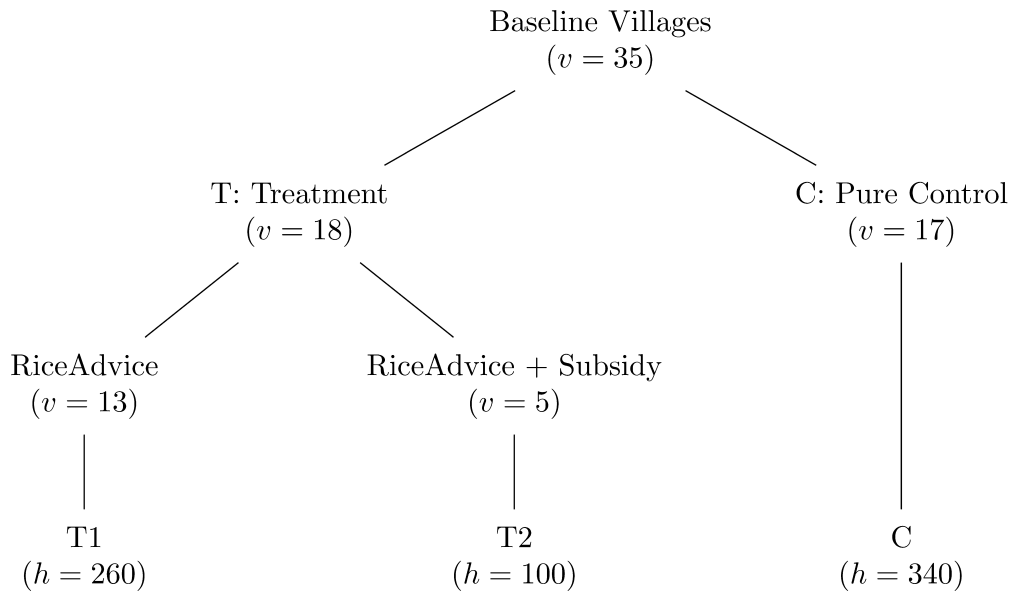 Baseline Villages
(v = 35)
T: Treatment
(v = 18)
C: Pure Control
(v = 17)
RiceAdvice
(v = 13)
RiceAdvice + Subsidy
(v = 5)
T1
(h = 260)
T2
(h = 100)
C
(h = 340)